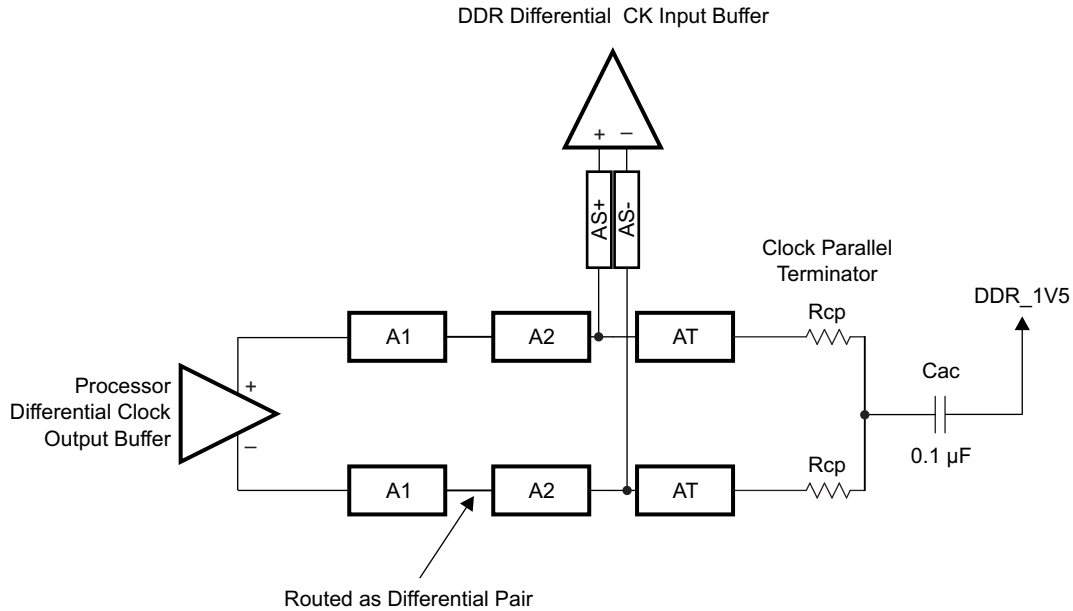 DDR Differential CK Input Buffer
+ −
AS+ AS-
Clock Parallel
Terminator
DDR_1V5
Rcp
A1 A2 AT
Cac
Processor
Differential Clock
Output Buffer
+
−
0.1 µF
Rcp
A1 A2 AT
Routed as Differential Pair